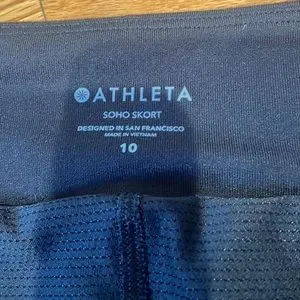 ATHLETA
SOHO SKORT
DESIGNED IN SAN FRANCISCO
MADE IN VIETNAM
10